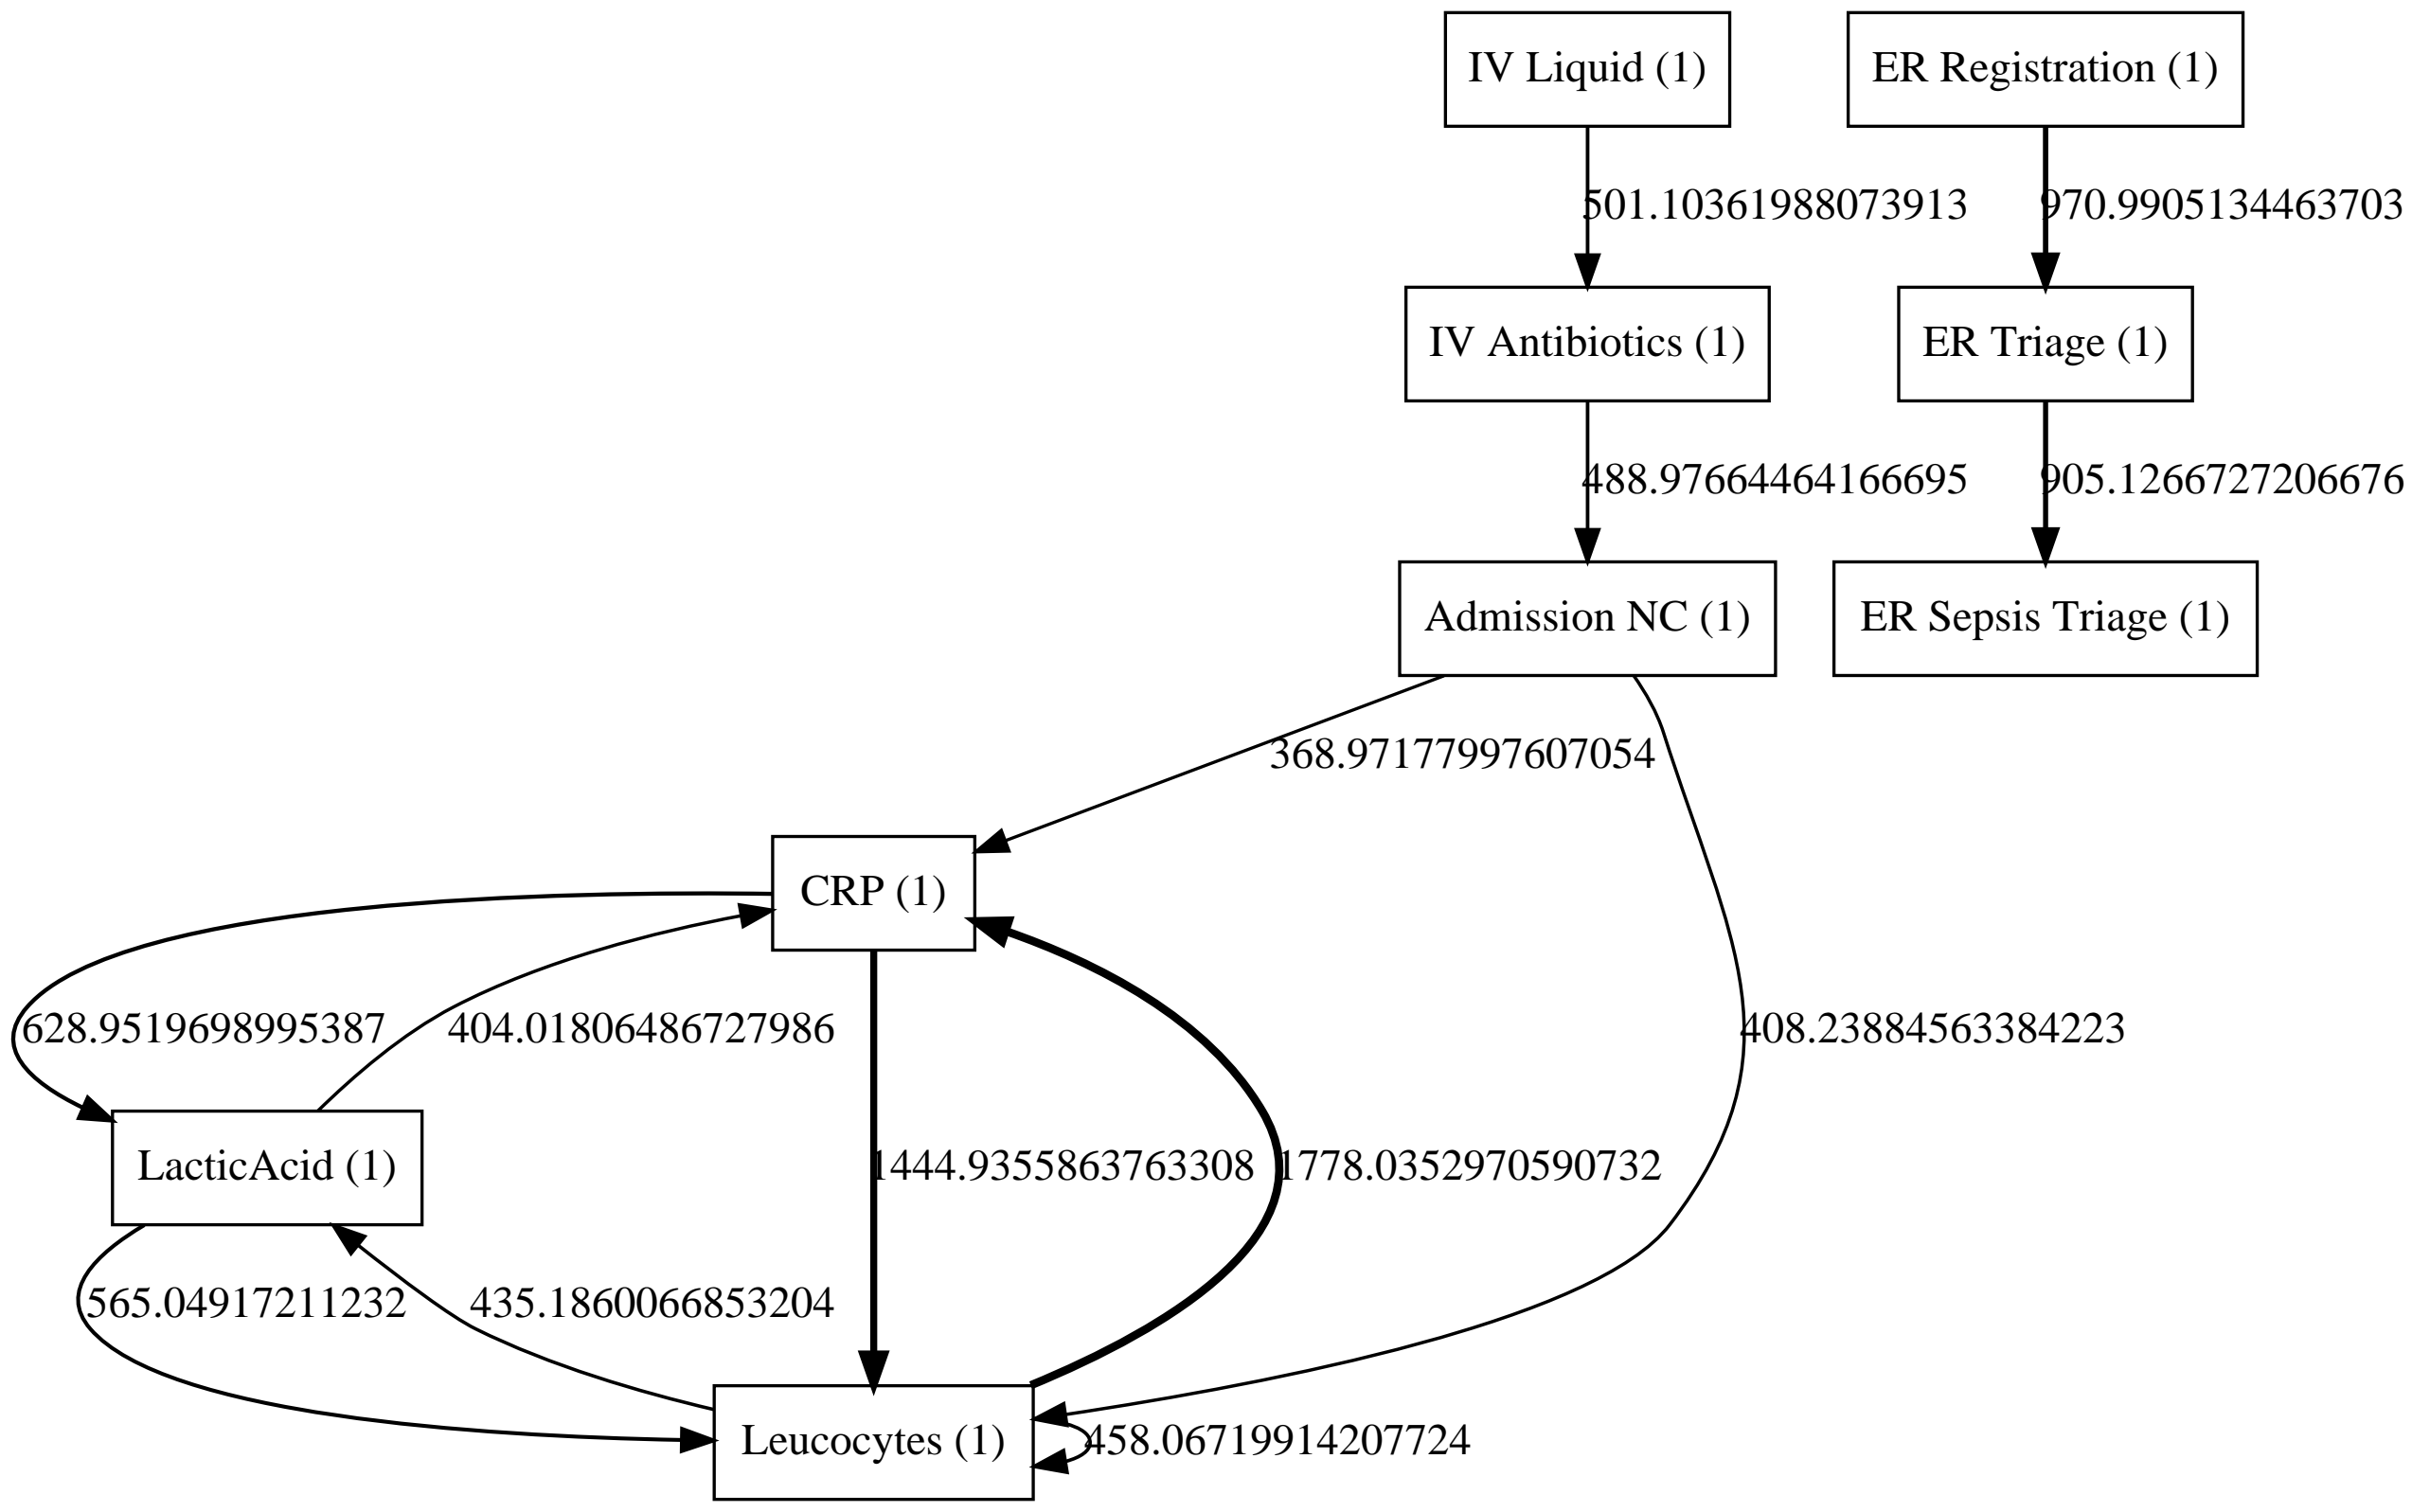 IV Liquid (1)
ER Registration (1)
501.10361988073913
970.9905134463703
IV Antibiotics (1)
ER Triage (1)
488.97664464166695
905.1266727206676
Admission NC (1)
ER Sepsis Triage (1)
368.97177997607054
CRP (1)
628.9519698995387
404.01806486727986
408.23884563384223
LacticAcid (1)
1444.9355863763308
1778.0352970590732
565.04917211232
435.1860066853204
Leucocytes (1)
458.06719914207724